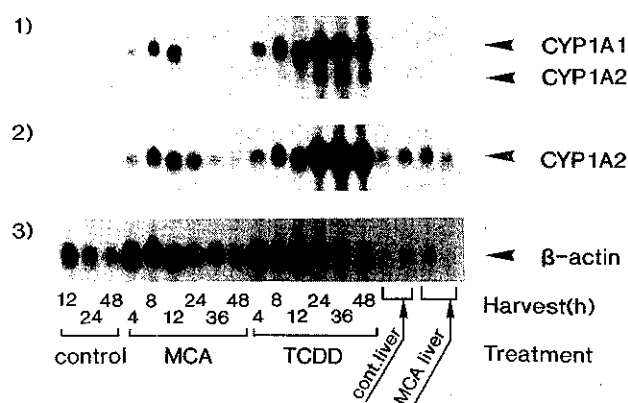 1)
CYP1A1
CYP1A2
2)
CYP1A2
3)
β-actin
12 48 8 24 48 8 24 48
24 4 12 36 4 12 36
Harvest(h)
control MCA TCDD cont.liver MCA liver
Treatment